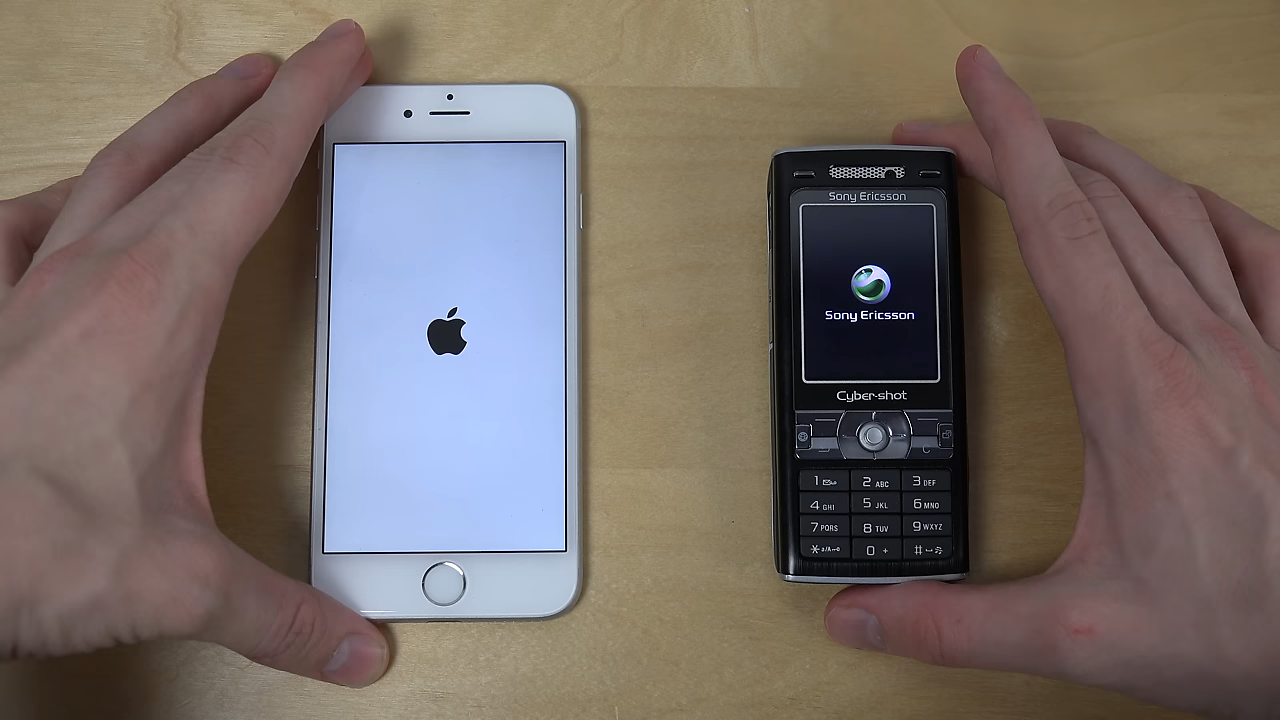 Sony Ericsson
Sony Ericsson
Cyber-shot
1 2 ABC 3 DEF
4 GHI 5 JKL 6 MNO
7 PQRS 8 TUV 9 WXYZ
* a/A 0 + #